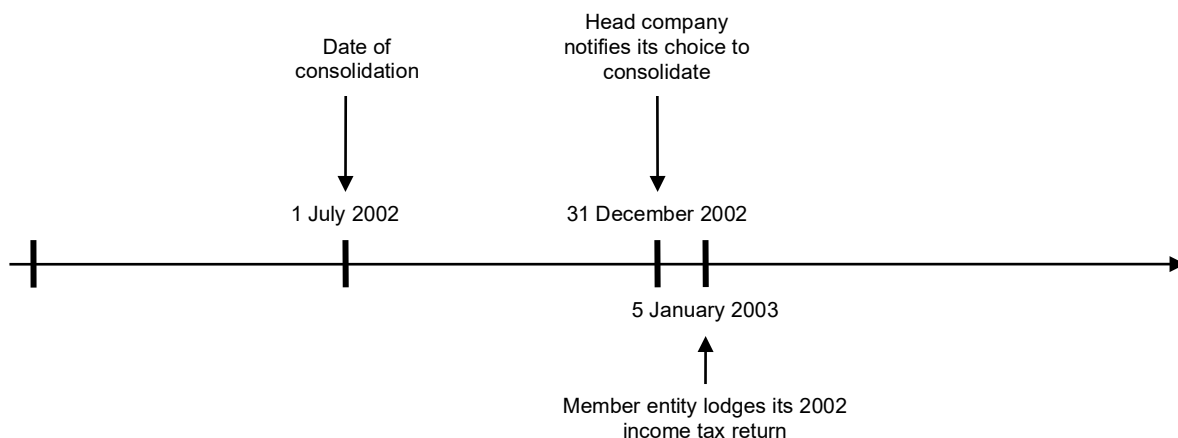 Head company
notifies its choice to
consolidate
Date of
consolidation
1 July 2002
31 December 2002
5 January 2003
Member entity lodges its 2002
income tax return